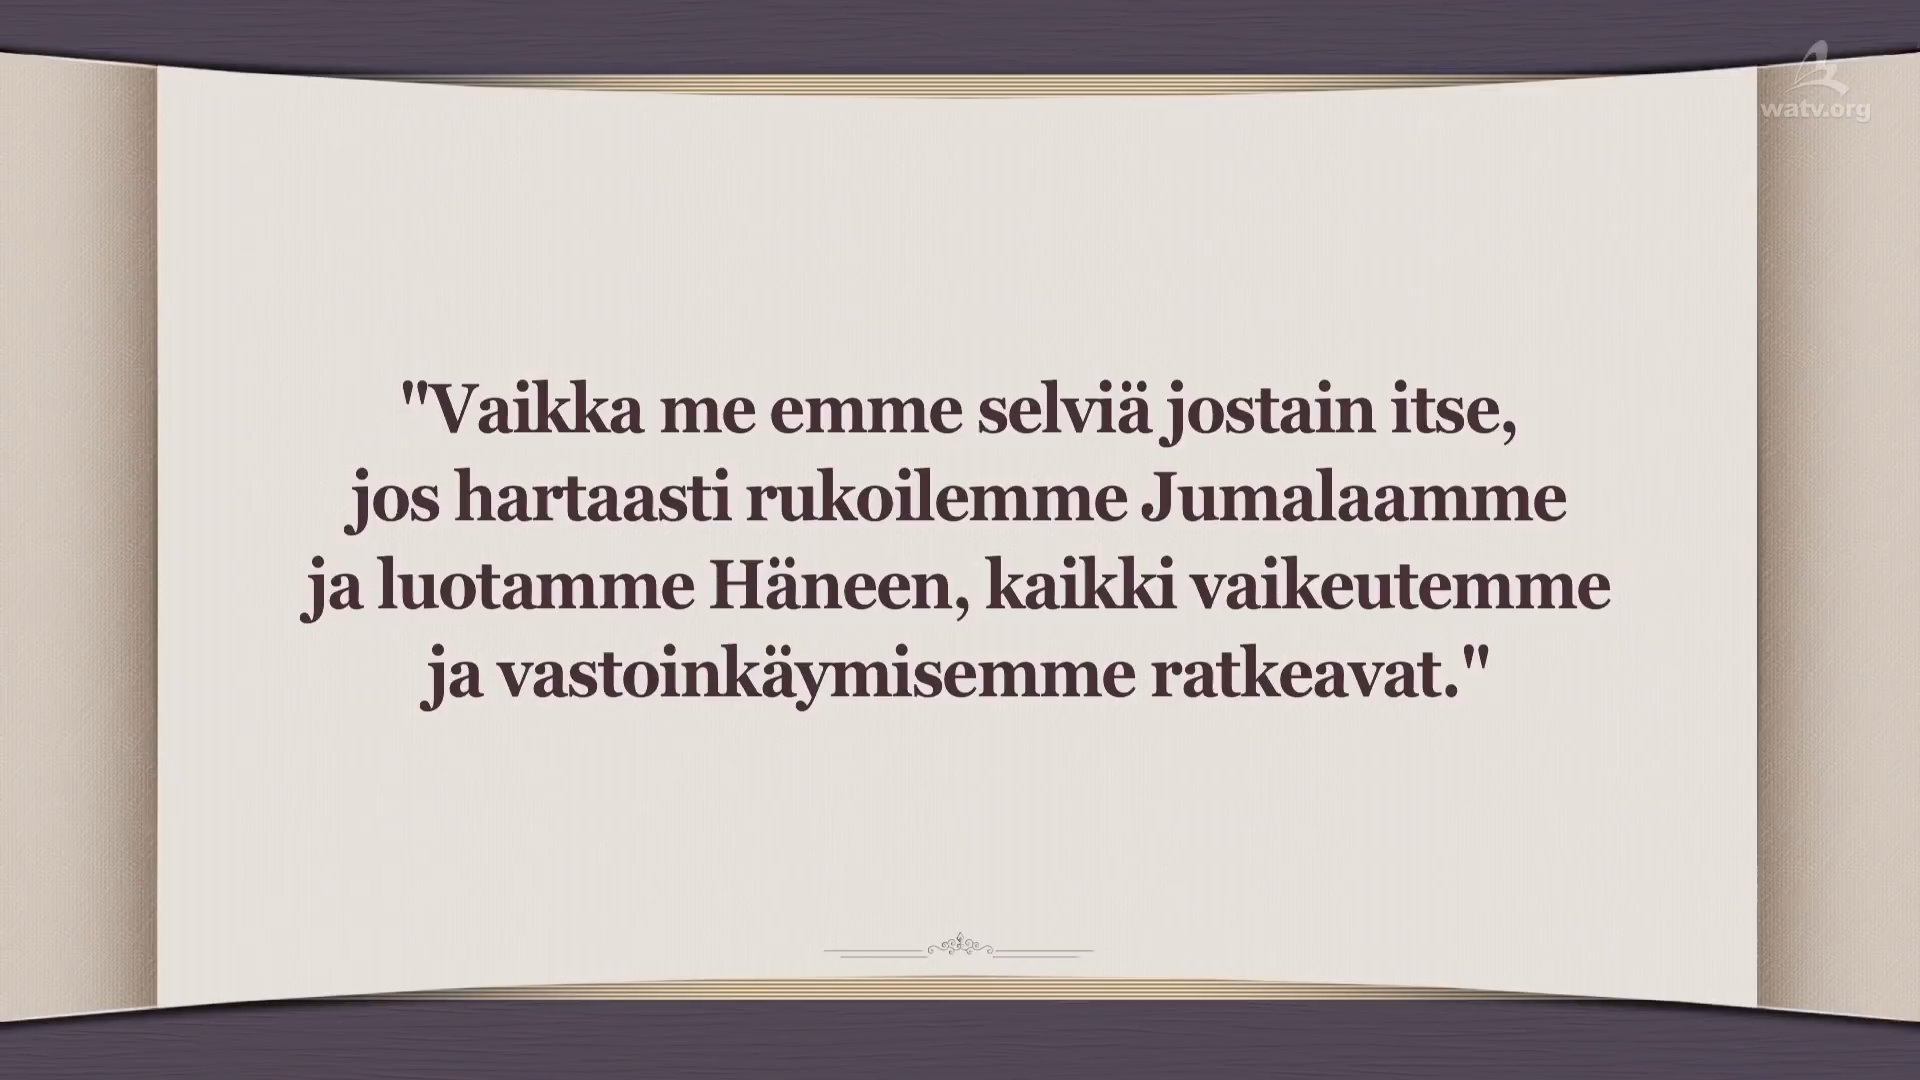 watv.org
"Vaikka me emme selviä jostain itse,
jos hartaasti rukoilemme Jumalaamme
ja luotamme Häneen, kaikki vaikeutemme
ja vastoinkäymisemme ratkeavat."